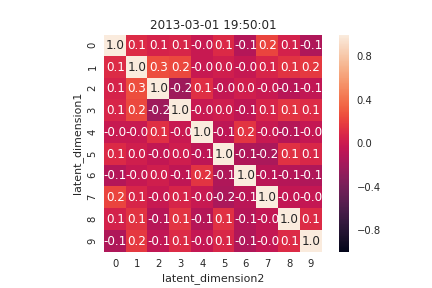 2013-03-01 19:50:01
0 1.0 0.1 0.1 0.1 -0.0 0.1 -0.1 0.2 0.1 -0.1
1 0.1 1.0 0.3 0.2 -0.0 0.0 -0.0 0.1 0.1 0.2
2 0.1 0.3 1.0 -0.2 0.1 -0.0 0.0 -0.0 -0.1 -0.1
3 0.1 0.2 -0.2 1.0 -0.0 0.0 -0.1 0.1 0.1 0.1
4 -0.0 -0.0 0.1 -0.0 1.0 -0.1 0.2 -0.0 -0.1 -0.0
5 0.1 0.0 -0.0 0.0 -0.1 1.0 -0.1 -0.2 0.1 0.1
6 -0.1 -0.0 0.0 -0.1 0.2 -0.1 1.0 -0.0 -0.1 -0.1
7 0.2 0.1 -0.0 0.1 -0.0 -0.2 -0.0 1.0 -0.0 -0.0
8 0.1 0.1 -0.1 0.1 -0.1 0.1 -0.1 -0.0 1.0 0.1
9 -0.1 0.2 -0.1 0.1 -0.0 0.1 -0.1 -0.0 0.1 1.0
0 1 2 3 4 5 6 7 8 9
latent_dimension2
latent_dimension1
0.8
0.4
0.0
-0.4
-0.8